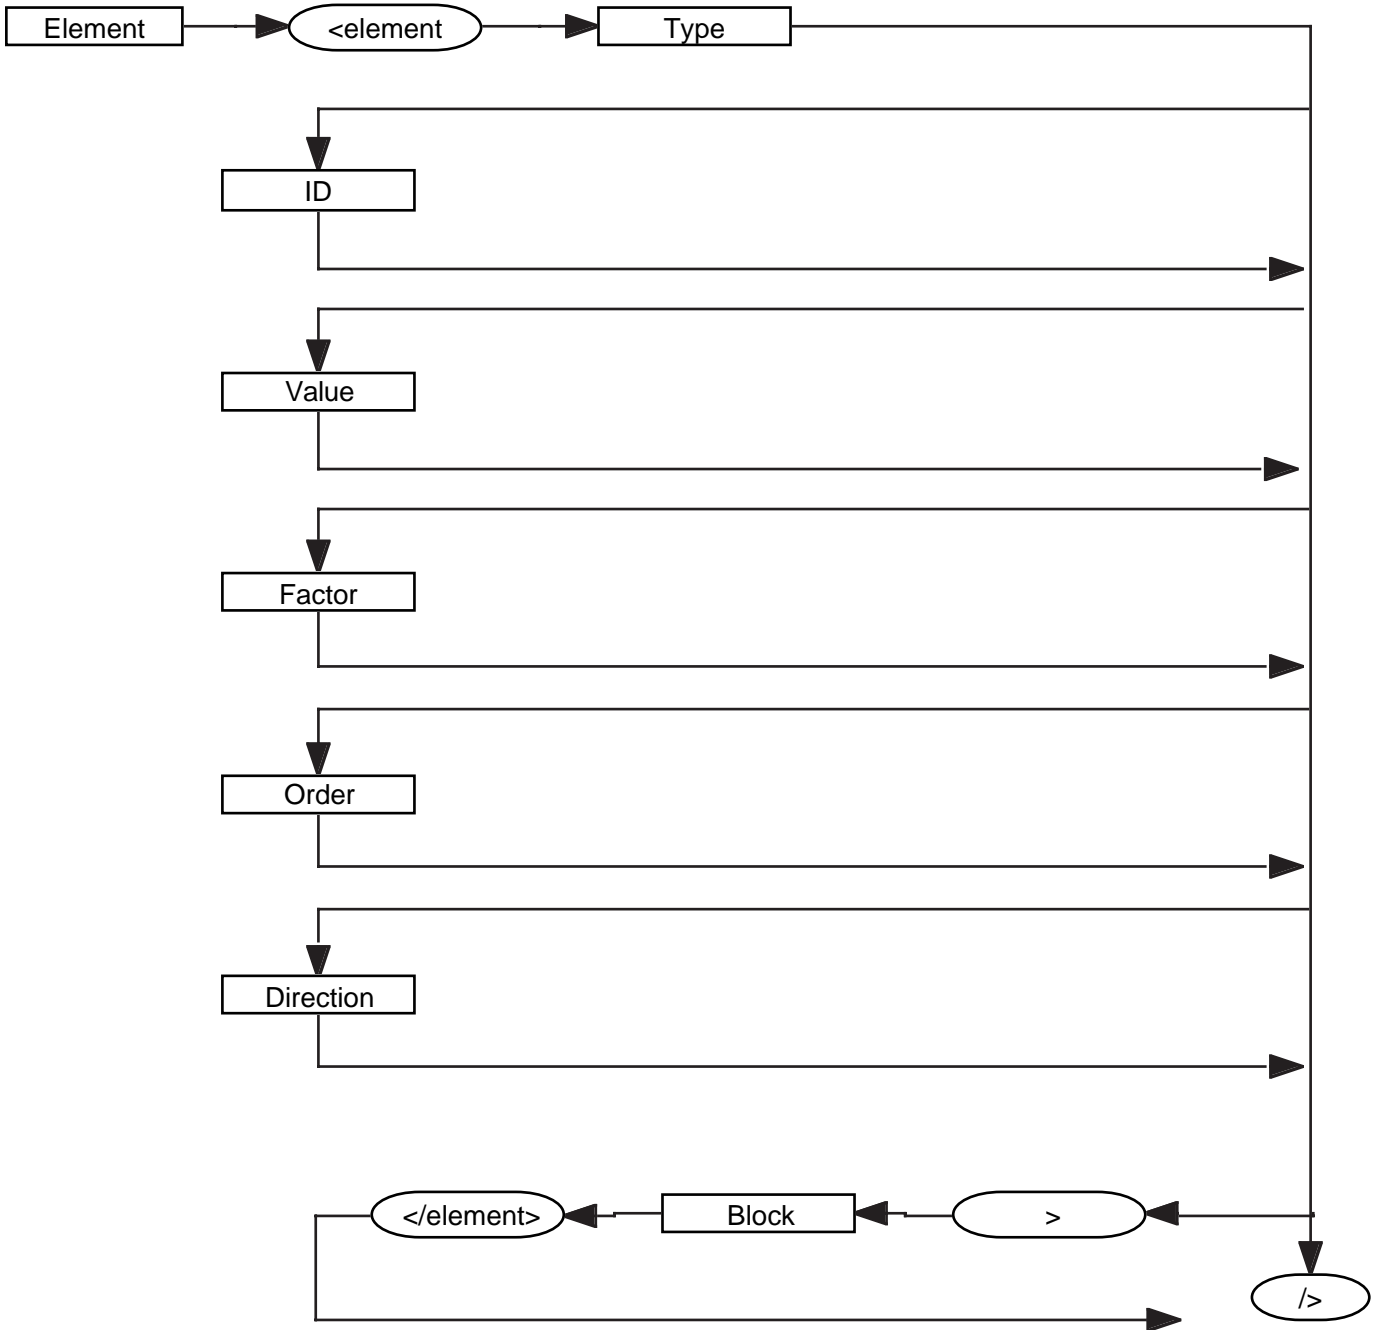 Element <element Type
ID
Value
Factor
Order
Direction
</element> Block >
/>